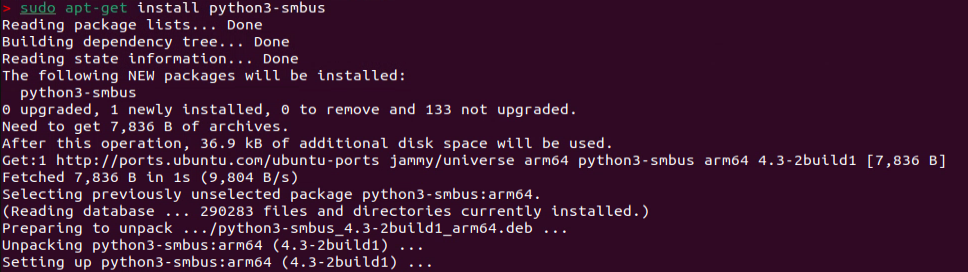 > sudo apt-get install python3-smbus
Reading package lists... Done
Building dependency tree... Done
Reading state information... Done
The following NEW packages will be installed:
  python3-smbus
0 upgraded, 1 newly installed, 0 to remove and 133 not upgraded.
Need to get 7,836 B of archives.
After this operation, 36.9 kB of additional disk space will be used.
Get:1 http://ports.ubuntu.com/ubuntu-ports jammy/universe arm64 python3-smbus arm64 4.3-2build1 [7,836 B]
Fetched 7,836 B in 1s (9,804 B/s)
Selecting previously unselected package python3-smbus:arm64.
(Reading database ... 290283 files and directories currently installed.)
Preparing to unpack .../python3-smbus_4.3-2build1_arm64.deb ...
Unpacking python3-smbus:arm64 (4.3-2build1) ...
Setting up python3-smbus:arm64 (4.3-2build1) ...